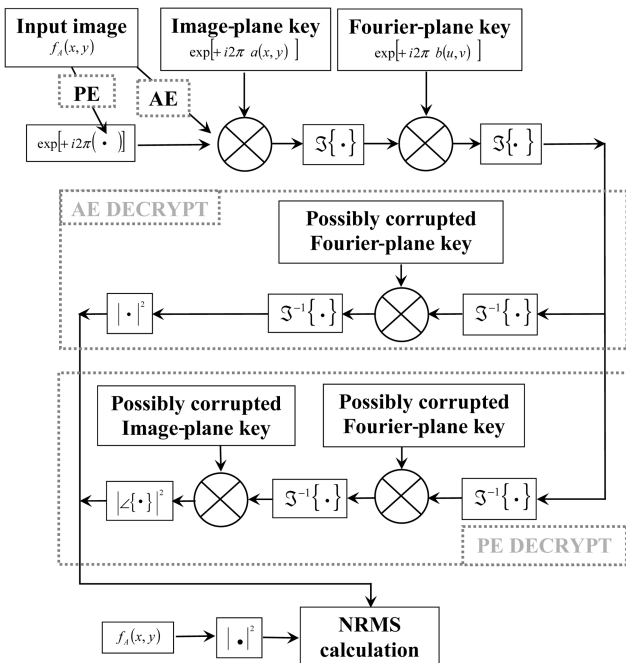 Input image
f_A(x, y)
Image-plane key
exp[+ i2π a(x, y) ]
Fourier-plane key
exp[+ i2π b(u, v) ]
PE
AE
exp[+ i2π( • )]
ℑ{ • }
ℑ{ • }
AE DECRYPT
Possibly corrupted
Fourier-plane key
| • |²
ℑ⁻¹{ • }
ℑ⁻¹{ • }
Possibly corrupted
Image-plane key
Possibly corrupted
Fourier-plane key
|∠{ • }|²
ℑ⁻¹{ • }
ℑ⁻¹{ • }
PE DECRYPT
f_A(x, y)
| • |²
NRMS
calculation